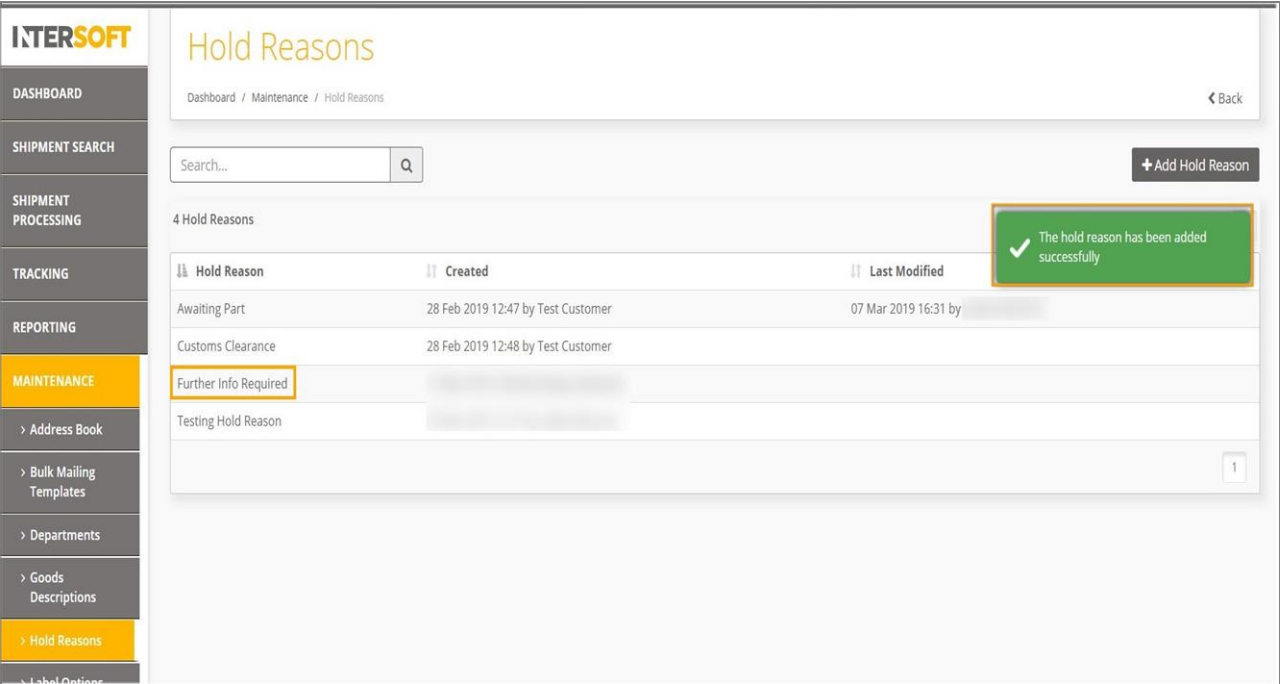 INTERSOFT
Hold Reasons
DASHBOARD
Dashboard / Maintenance / Hold Reasons
Back
SHIPMENT SEARCH
Search...
+ Add Hold Reason
SHIPMENT
PROCESSING
4 Hold Reasons
The hold reason has been added
successfully
TRACKING
Hold Reason Created Last Modified
Awaiting Part 28 Feb 2019 12:47 by Test Customer 07 Mar 2019 16:31 by
REPORTING
Customs Clearance 28 Feb 2019 12:48 by Test Customer
MAINTENANCE
Further Info Required
Testing Hold Reason
> Address Book
> Bulk Mailing
Templates
1
> Departments
> Goods
Descriptions
> Hold Reasons
> Label Options